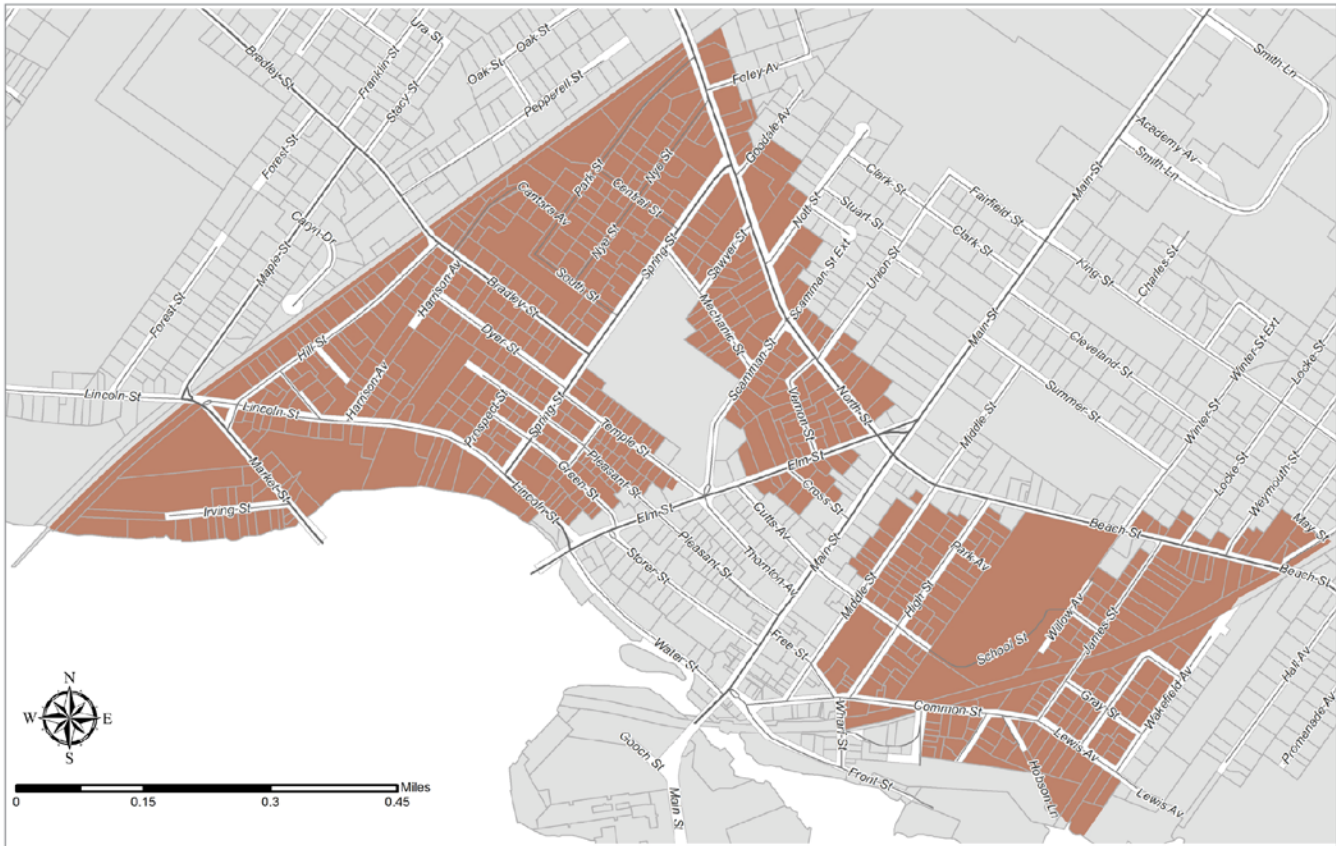 Ura St
Oak St
Smith Ln
Bradley St
Franklin St
Stacy St
Oak St
Pepperell St
Foley Av
Goodale Av
Academy Av
Smith Ln
Main St
Forest St
Park St
Nye St
Cantara Av
Central St
Nyel St
South St
Spring St
Sawyer St
Nott St
Clark St
Stuart St
Scamman St Ext
Union St
Clark St
Fairfield St
King St
Charles St
Caryn Dr
Maple St
Forest St
Harrison Av
Bradley St
Dyer St
Hill St
Harrison Av
Mechanic St
Scamman St
Vernon St
North St
Main St
Middle St
Cleveland St
Summer St
Winter St Ext
Winter St
Locke St
Locke St
Weymouth St
May St
Lincoln St
Lincoln St
Prospect St
Spring St
Temple St
Pleasant St
Green St
Lincoln St
Market St
Irving St
Elm St
Elm St
Cross St
Cutts Av
Thornton Av
Pleasant St
Storer St
Main St
Middle St
High St
Park Av
Beach St
Beach St
School St
Willow Av
James St
Gray St
Wakefield Av
Hall Av
Promenade Av
Free St
Water St
Common St
Wharf St
Front St
Lewis Av
Lewis Av
Hobson Ln
Gooch St
Main St
N
W E
S
Miles
0 0.15 0.3 0.45